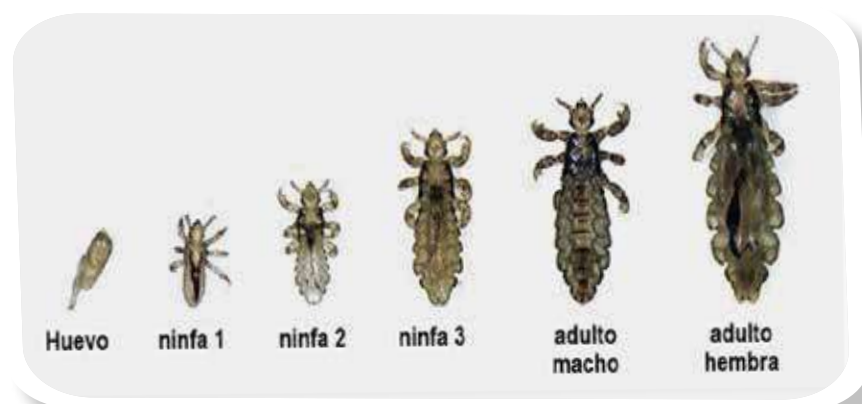 Huevo
ninfa 1
ninfa 2
ninfa 3
adulto
macho
adulto
hembra